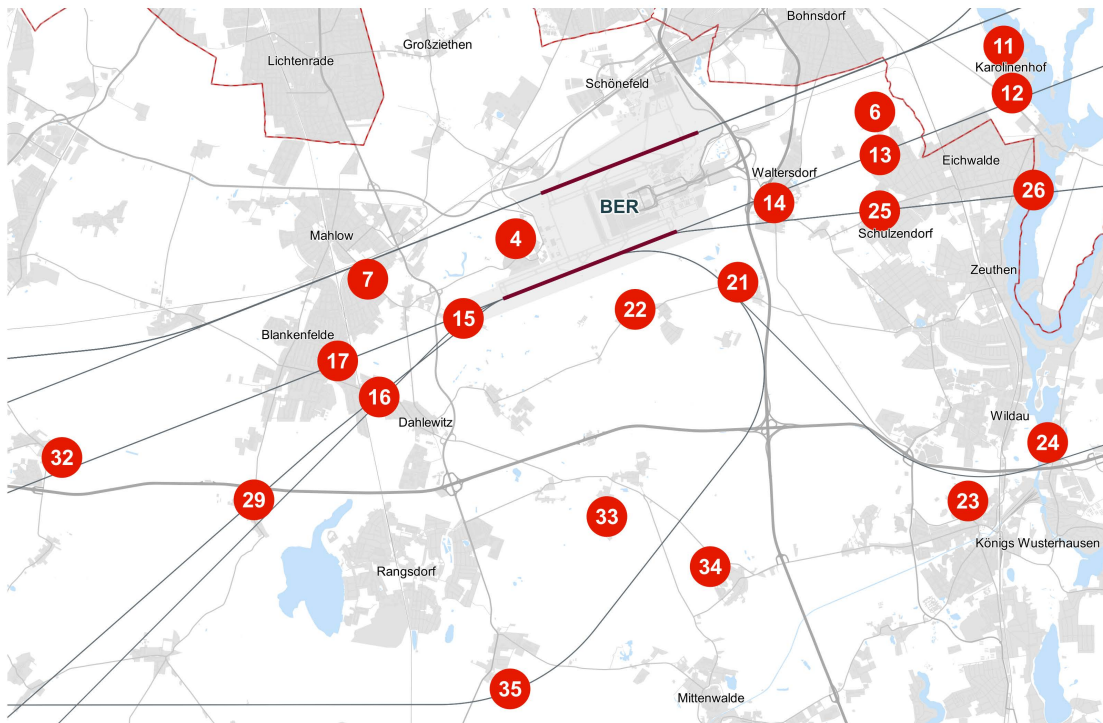 Bohnsdorf
Großziethen
11
Lichtenrade
Karolinenhof
Schönefeld
12
6
13
Eichwalde
Waltersdorf
26
14
BER
25
Schulzendorf
Mahlow
4
Zeuthen
7
21
22
15
Blankenfelde
17
16
Wildau
Dahlewitz
24
32
29
23
33
Königs Wusterhausen
34
Rangsdorf
35
Mittenwalde